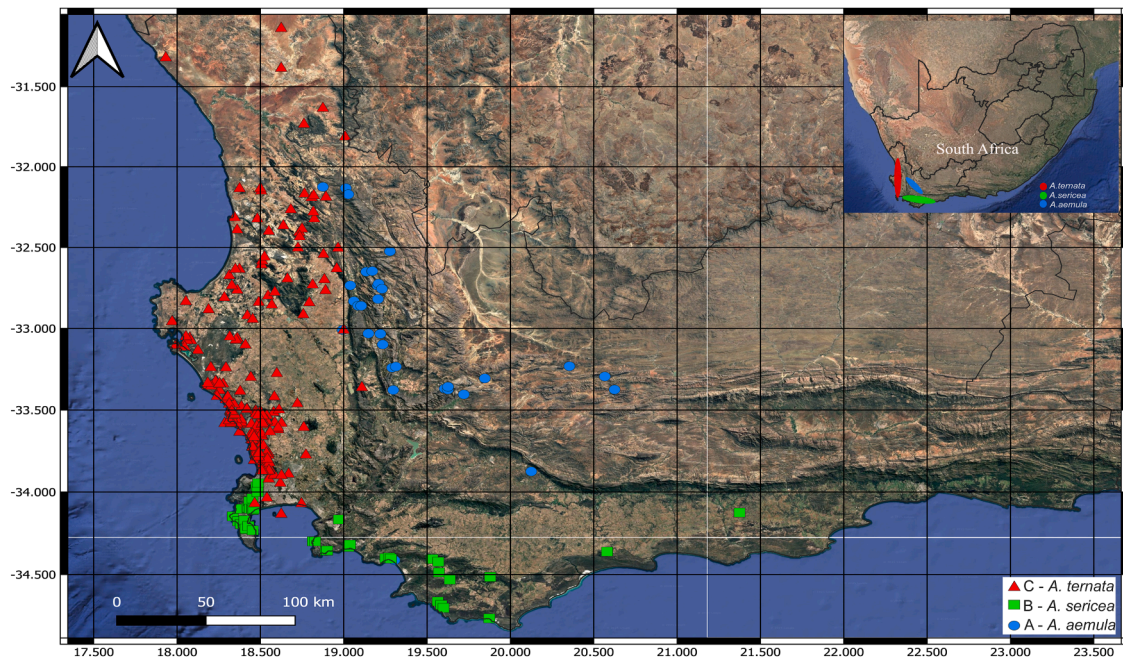 -31.500
-32.000
-32.500
-33.000
-33.500
-34.000
-34.500
South Africa
A.ternata
A.sericea
A.aemula
C - A. ternata
B - A. sericea
A - A. aemula
0 50 100 km
17.500 18.000 18.500 19.000 19.500 20.000 20.500 21.000 21.500 22.000 22.500 23.000 23.500